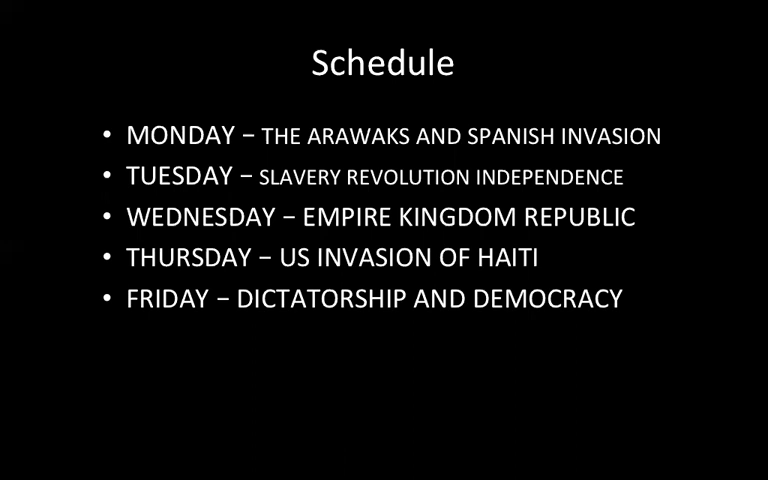 Schedule
• MONDAY – THE ARAWAKS AND SPANISH INVASION
• TUESDAY – SLAVERY REVOLUTION INDEPENDENCE
• WEDNESDAY – EMPIRE KINGDOM REPUBLIC
• THURSDAY – US INVASION OF HAITI
• FRIDAY – DICTATORSHIP AND DEMOCRACY